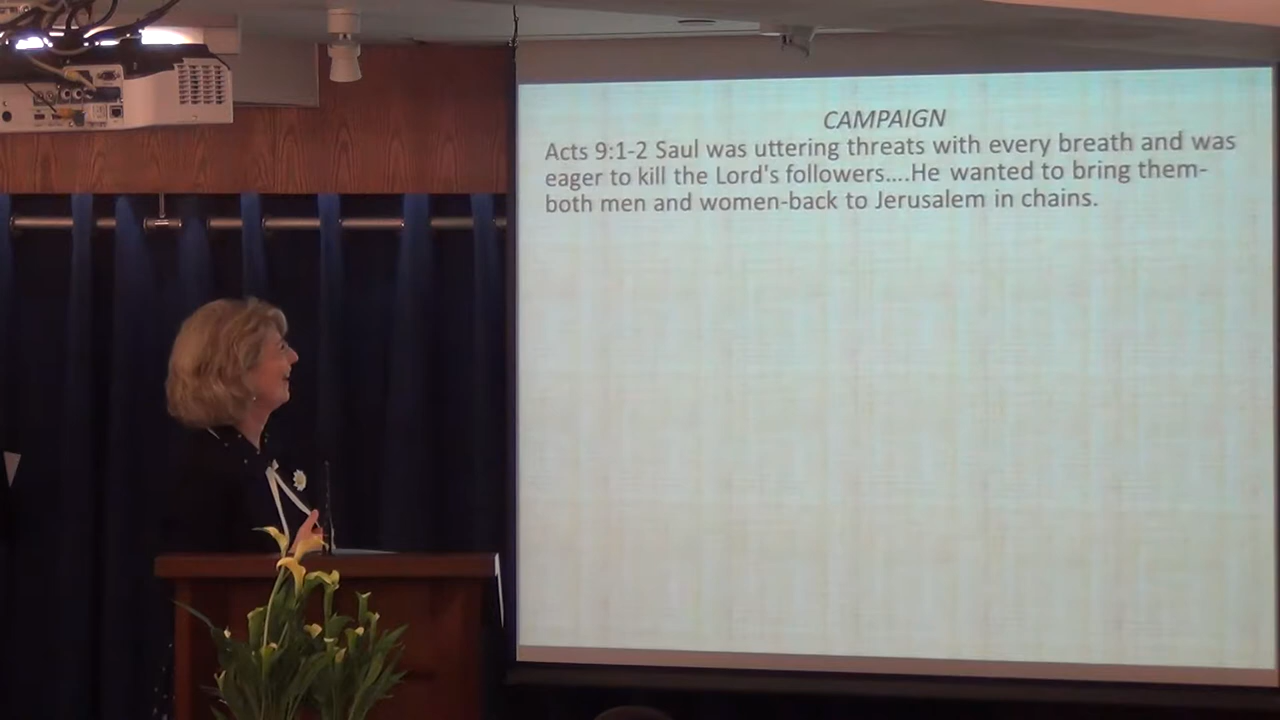 CAMPAIGN
Acts 9:1-2 Saul was uttering threats with every breath and was
eager to kill the Lord's followers....He wanted to bring them-
both men and women-back to Jerusalem in chains.